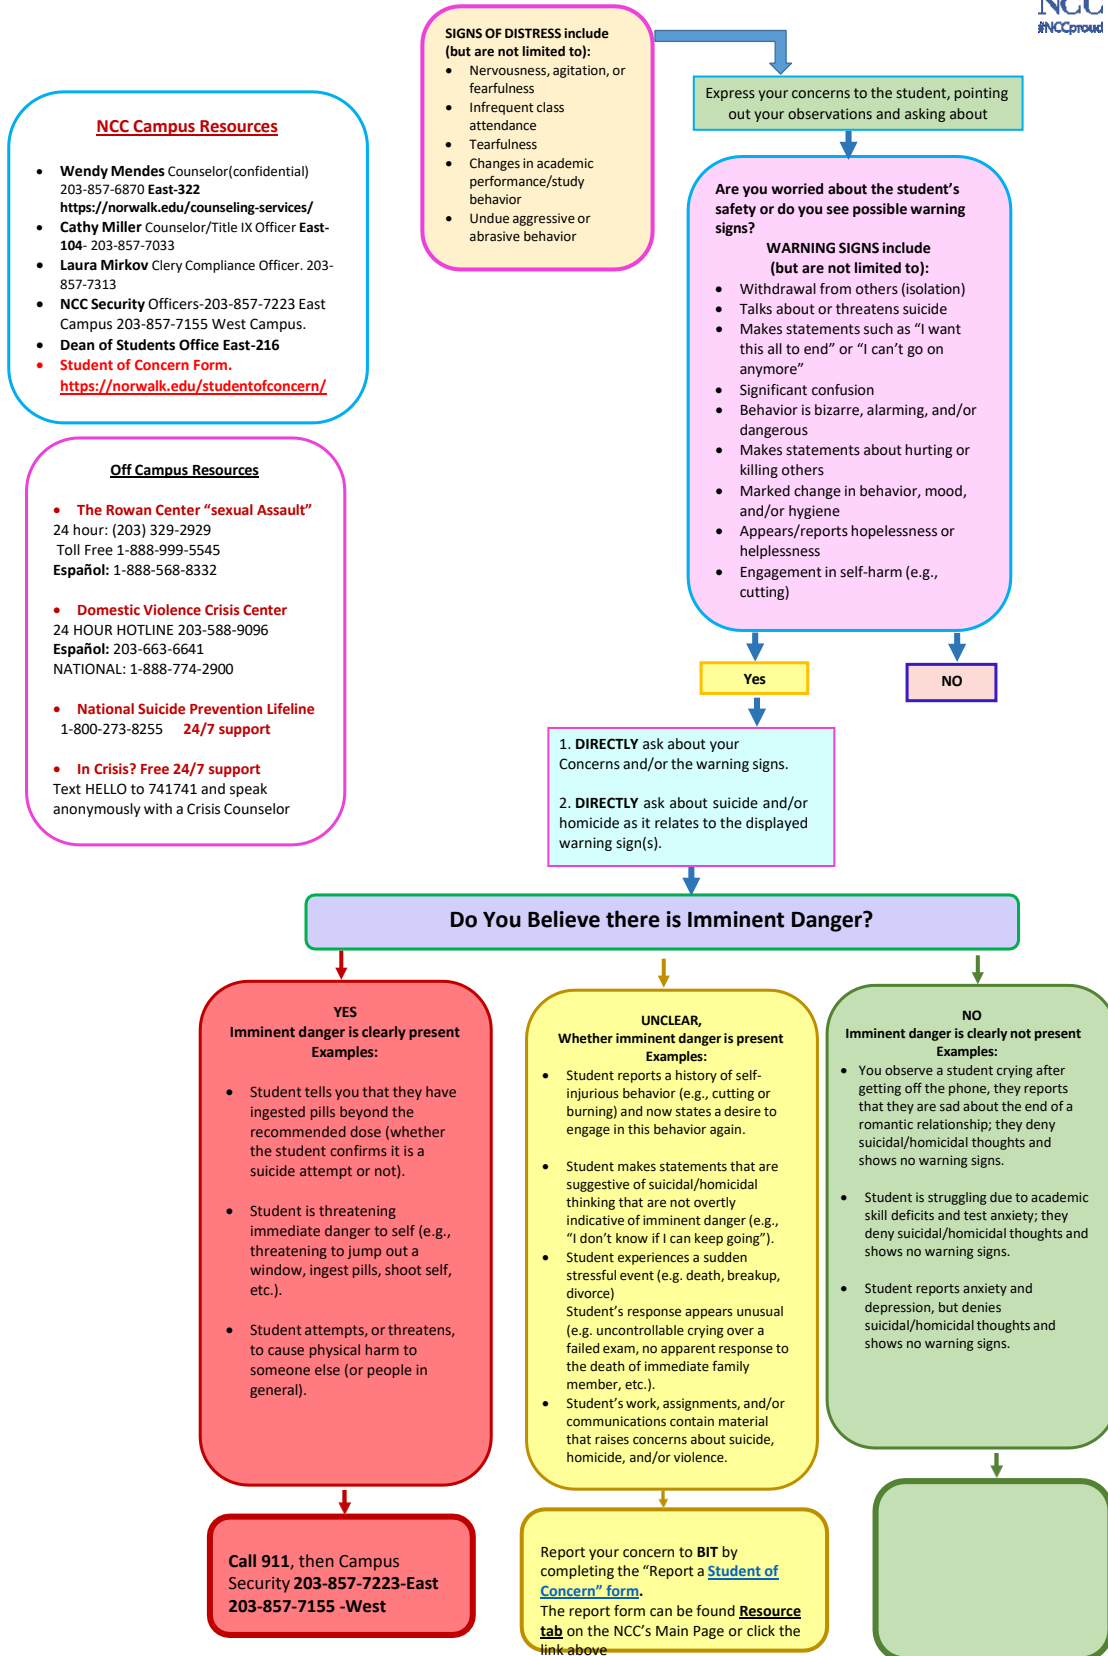 NCC
#NCCproud
SIGNS OF DISTRESS include
(but are not limited to):
• Nervousness, agitation, or
fearfulness
• Infrequent class
attendance
• Tearfulness
• Changes in academic
performance/study
behavior
• Undue aggressive or
abrasive behavior
Express your concerns to the student, pointing
out your observations and asking about
NCC Campus Resources
• Wendy Mendes Counselor(confidential)
203-857-6870 East-322
https://norwalk.edu/counseling-services/
• Cathy Miller Counselor/Title IX Officer East-
104- 203-857-7033
• Laura Mirkov Clery Compliance Officer. 203-
857-7313
• NCC Security Officers-203-857-7223 East
Campus 203-857-7155 West Campus.
• Dean of Students Office East-216
• Student of Concern Form.
https://norwalk.edu/studentofconcern/
Are you worried about the student's
safety or do you see possible warning
signs?
WARNING SIGNS include
(but are not limited to):
• Withdrawal from others (isolation)
• Talks about or threatens suicide
• Makes statements such as “I want
this all to end” or “I can’t go on
anymore”
• Significant confusion
• Behavior is bizarre, alarming, and/or
dangerous
• Makes statements about hurting or
killing others
• Marked change in behavior, mood,
and/or hygiene
• Appears/reports hopelessness or
helplessness
• Engagement in self-harm (e.g.,
cutting)
Off Campus Resources
• The Rowan Center “sexual Assault”
24 hour: (203) 329-2929
Toll Free 1-888-999-5545
Español: 1-888-568-8332
• Domestic Violence Crisis Center
24 HOUR HOTLINE 203-588-9096
Español: 203-663-6641
NATIONAL: 1-888-774-2900
• National Suicide Prevention Lifeline
1-800-273-8255 24/7 support
• In Crisis? Free 24/7 support
Text HELLO to 741741 and speak
anonymously with a Crisis Counselor
Yes
NO
1. DIRECTLY ask about your
Concerns and/or the warning signs.
2. DIRECTLY ask about suicide and/or
homicide as it relates to the displayed
warning sign(s).
Do You Believe there is Imminent Danger?
YES
Imminent danger is clearly present
Examples:
• Student tells you that they have
ingested pills beyond the
recommended dose (whether
the student confirms it is a
suicide attempt or not).
• Student is threatening
immediate danger to self (e.g.,
threatening to jump out a
window, ingest pills, shoot self,
etc.).
• Student attempts, or threatens,
to cause physical harm to
someone else (or people in
general).
UNCLEAR,
Whether imminent danger is present
Examples:
• Student reports a history of self-
injurious behavior (e.g., cutting or
burning) and now states a desire to
engage in this behavior again.
• Student makes statements that are
suggestive of suicidal/homicidal
thinking that are not overtly
indicative of imminent danger (e.g.,
“I don’t know if I can keep going”).
• Student experiences a sudden
stressful event (e.g. death, breakup,
divorce)
Student’s response appears unusual
(e.g. uncontrollable crying over a
failed exam, no apparent response to
the death of immediate family
member, etc.).
• Student’s work, assignments, and/or
communications contain material
that raises concerns about suicide,
homicide, and/or violence.
NO
Imminent danger is clearly not present
Examples:
• You observe a student crying after
getting off the phone, they reports
that they are sad about the end of a
romantic relationship; they deny
suicidal/homicidal thoughts and
shows no warning signs.
• Student is struggling due to academic
skill deficits and test anxiety; they
deny suicidal/homicidal thoughts and
shows no warning signs.
• Student reports anxiety and
depression, but denies
suicidal/homicidal thoughts and
shows no warning signs.
Call 911, then Campus
Security 203-857-7223-East
203-857-7155 -West
Report your concern to BIT by
completing the “Report a Student of
Concern” form.
The report form can be found Resource
tab on the NCC’s Main Page or click the
link above